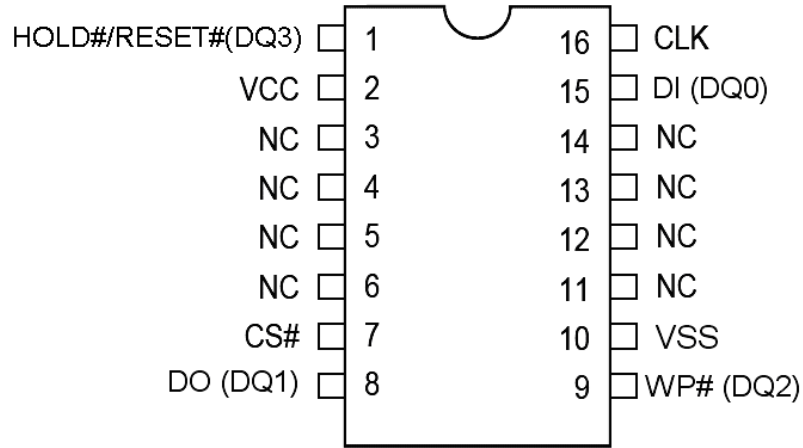 HOLD#/RESET#(DQ3) 1 16 CLK
VCC 2 15 DI (DQ0)
NC 3 14 NC
NC 4 13 NC
NC 5 12 NC
NC 6 11 NC
CS# 7 10 VSS
DO (DQ1) 8 9 WP# (DQ2)